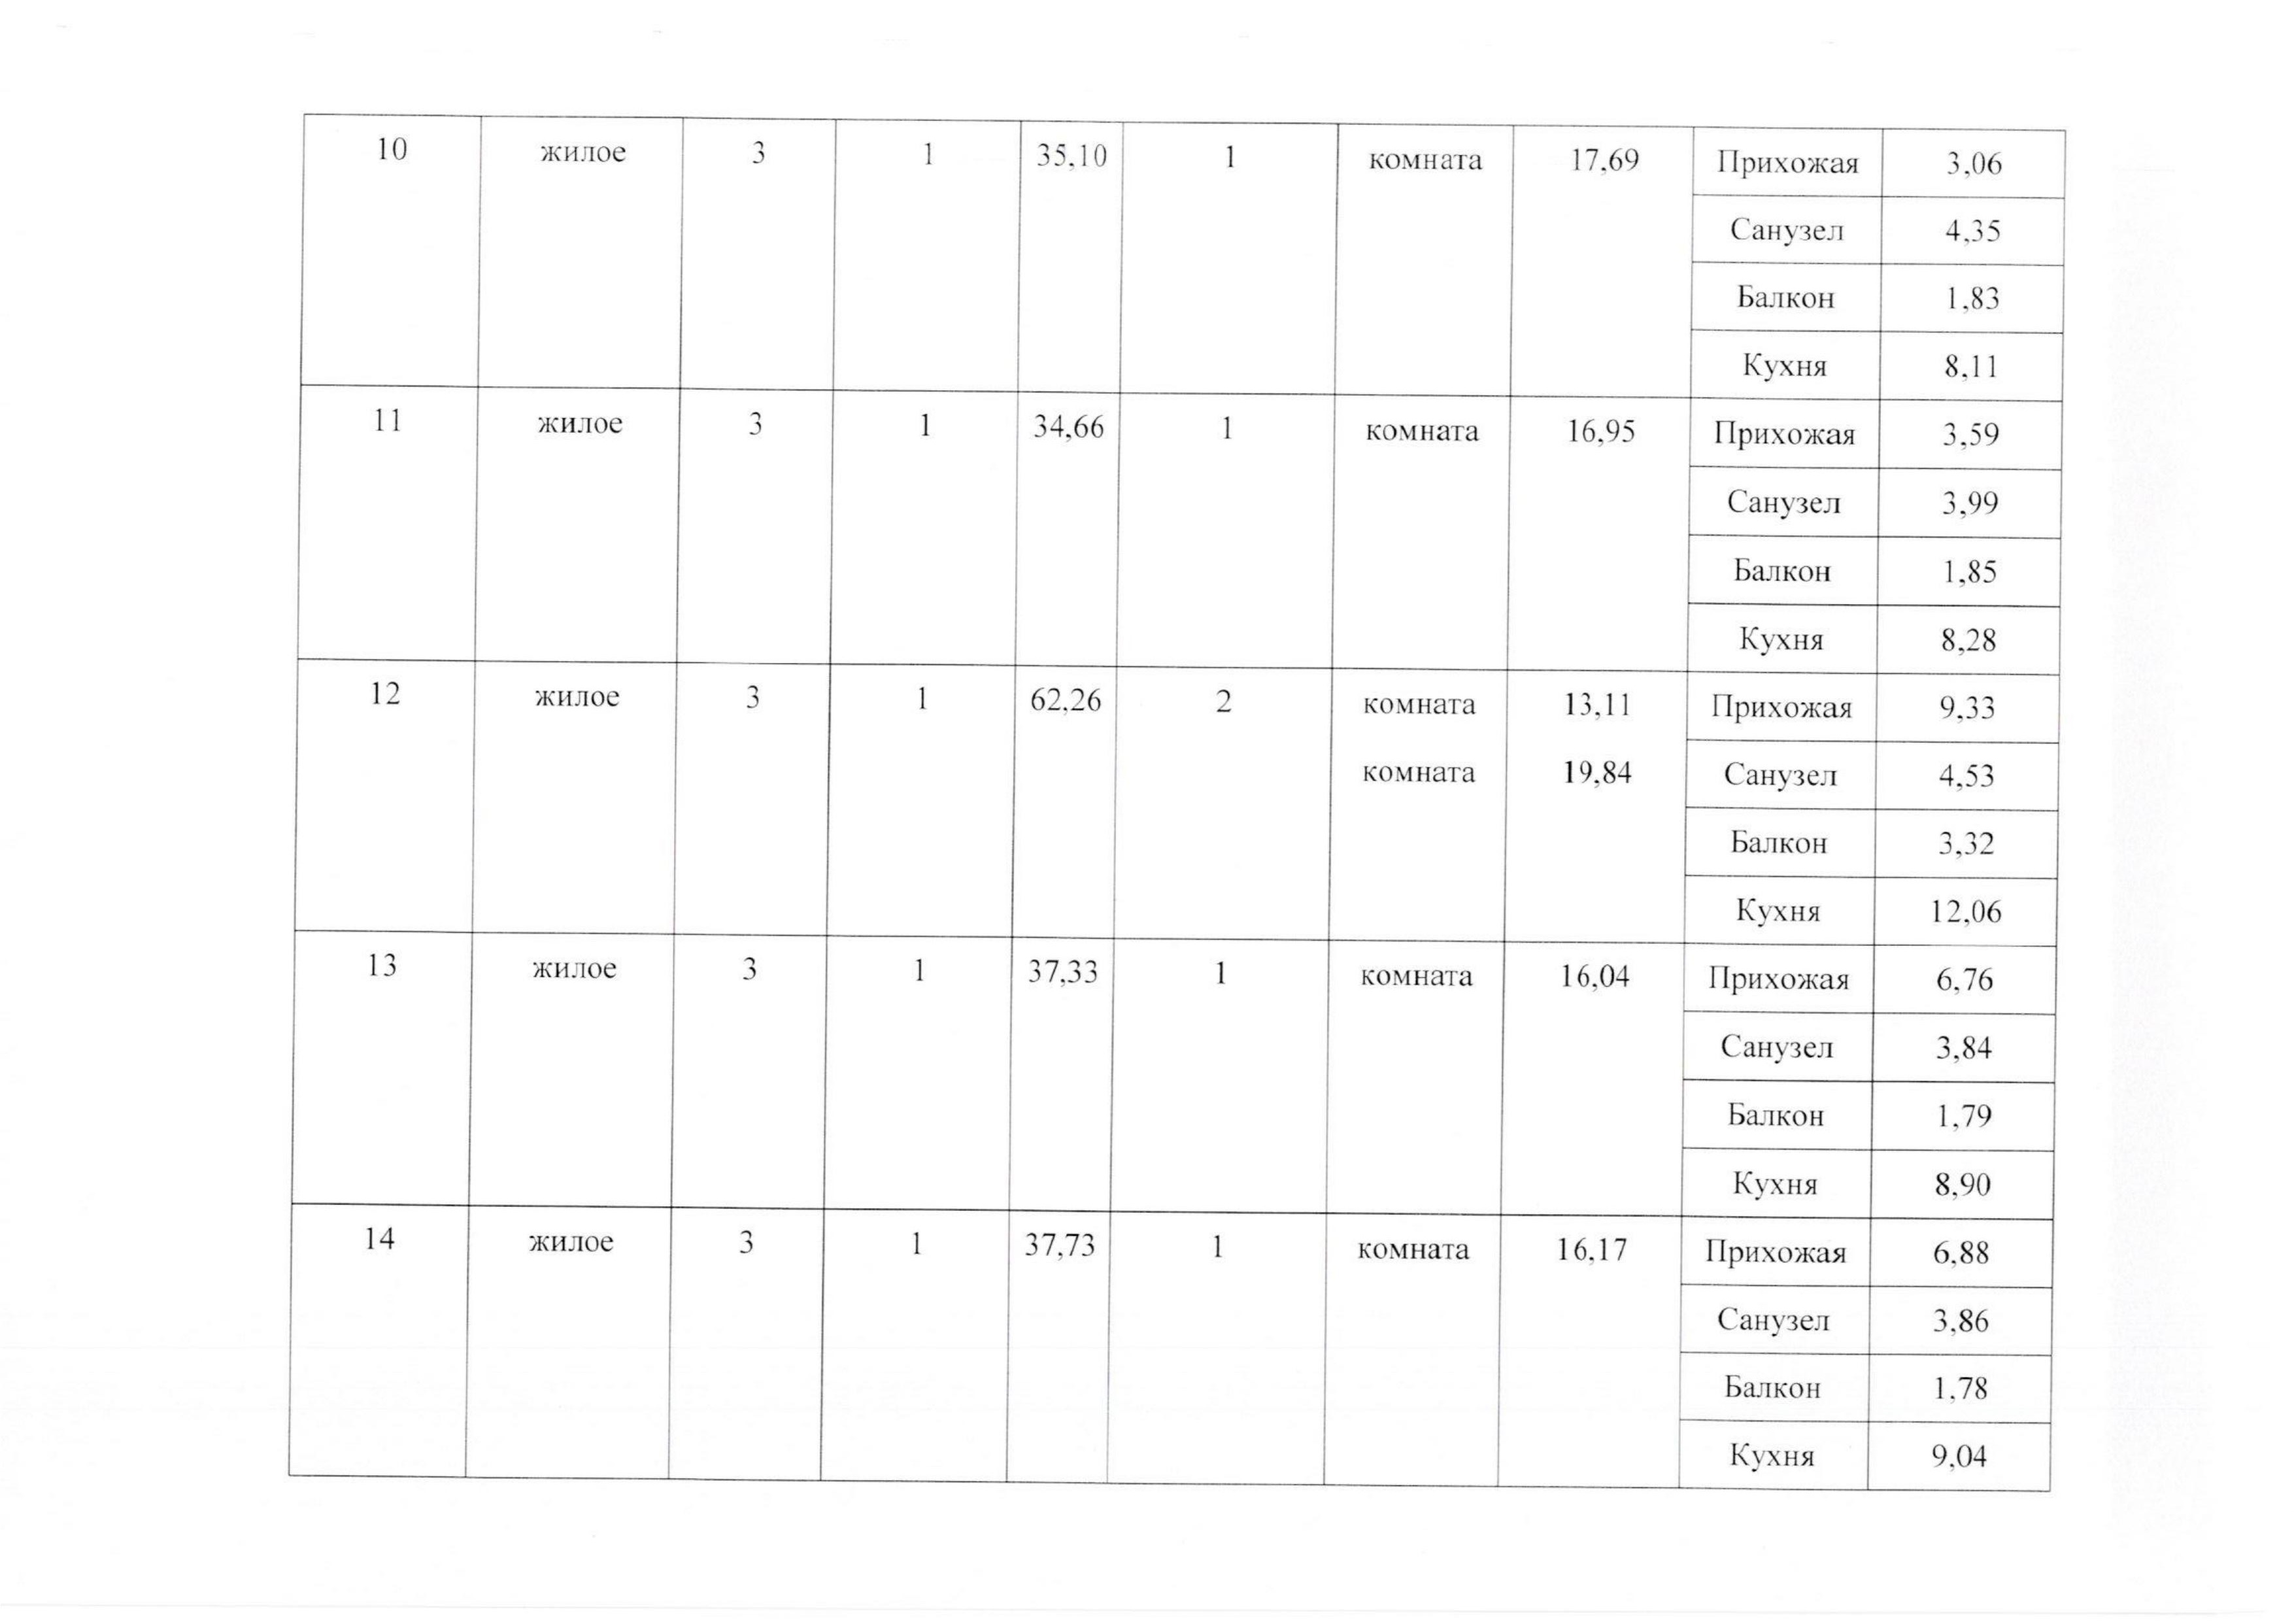 10 жилое 3 1 35,10 1 комната 17,69 Прихожая 3,06
Санузел 4,35
Балкон 1,83
Кухня 8,11
11 жилое 3 1 34,66 1 комната 16,95 Прихожая 3,59
Санузел 3,99
Балкон 1,85
Кухня 8,28
12 жилое 3 1 62,26 2 комната 13,11 Прихожая 9,33
комната 19,84 Санузел 4,53
Балкон 3,32
Кухня 12,06
13 жилое 3 1 37,33 1 комната 16,04 Прихожая 6,76
Санузел 3,84
Балкон 1,79
Кухня 8,90
14 жилое 3 1 37,73 1 комната 16,17 Прихожая 6,88
Санузел 3,86
Балкон 1,78
Кухня 9,04